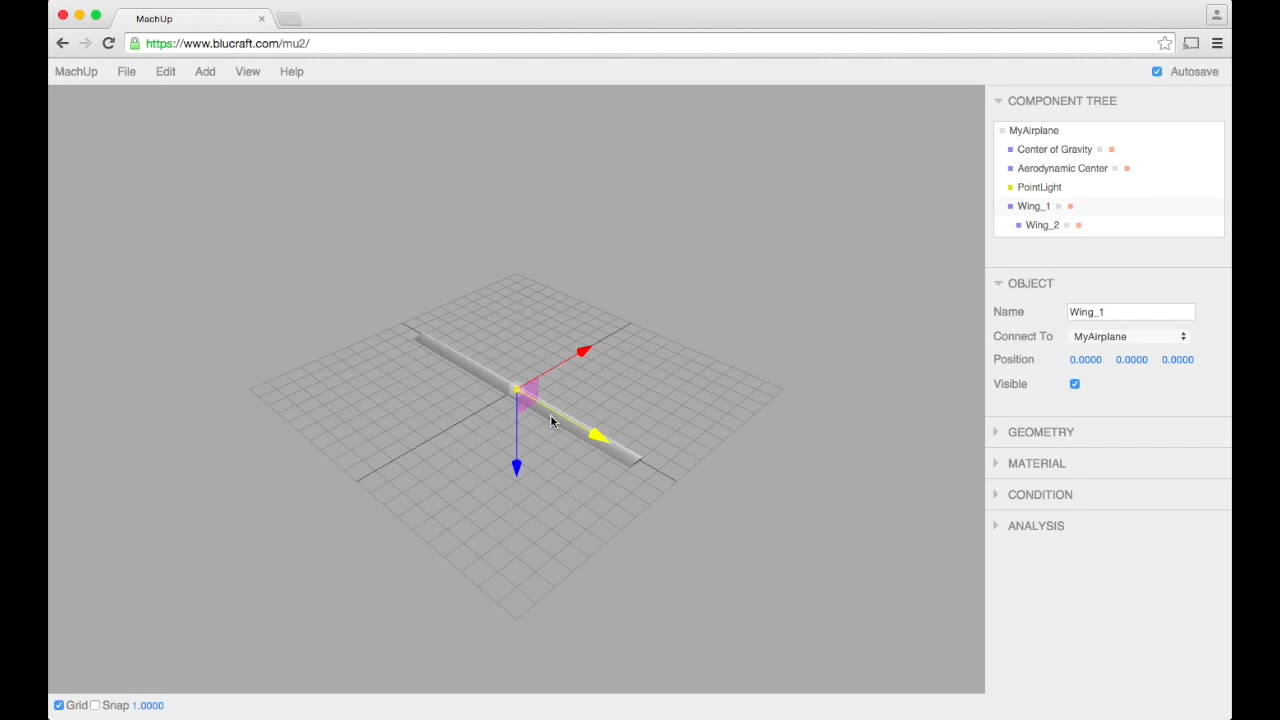 MachUp
https://www.blucraft.com/mu2/
MachUp File Edit Add View Help Autosave
COMPONENT TREE
MyAirplane
Center of Gravity
Aerodynamic Center
PointLight
Wing_1
Wing_2
OBJECT
Name Wing_1
Connect To MyAirplane
Position 0.0000 0.0000 0.0000
Visible
GEOMETRY
MATERIAL
CONDITION
ANALYSIS
Grid Snap 1.0000